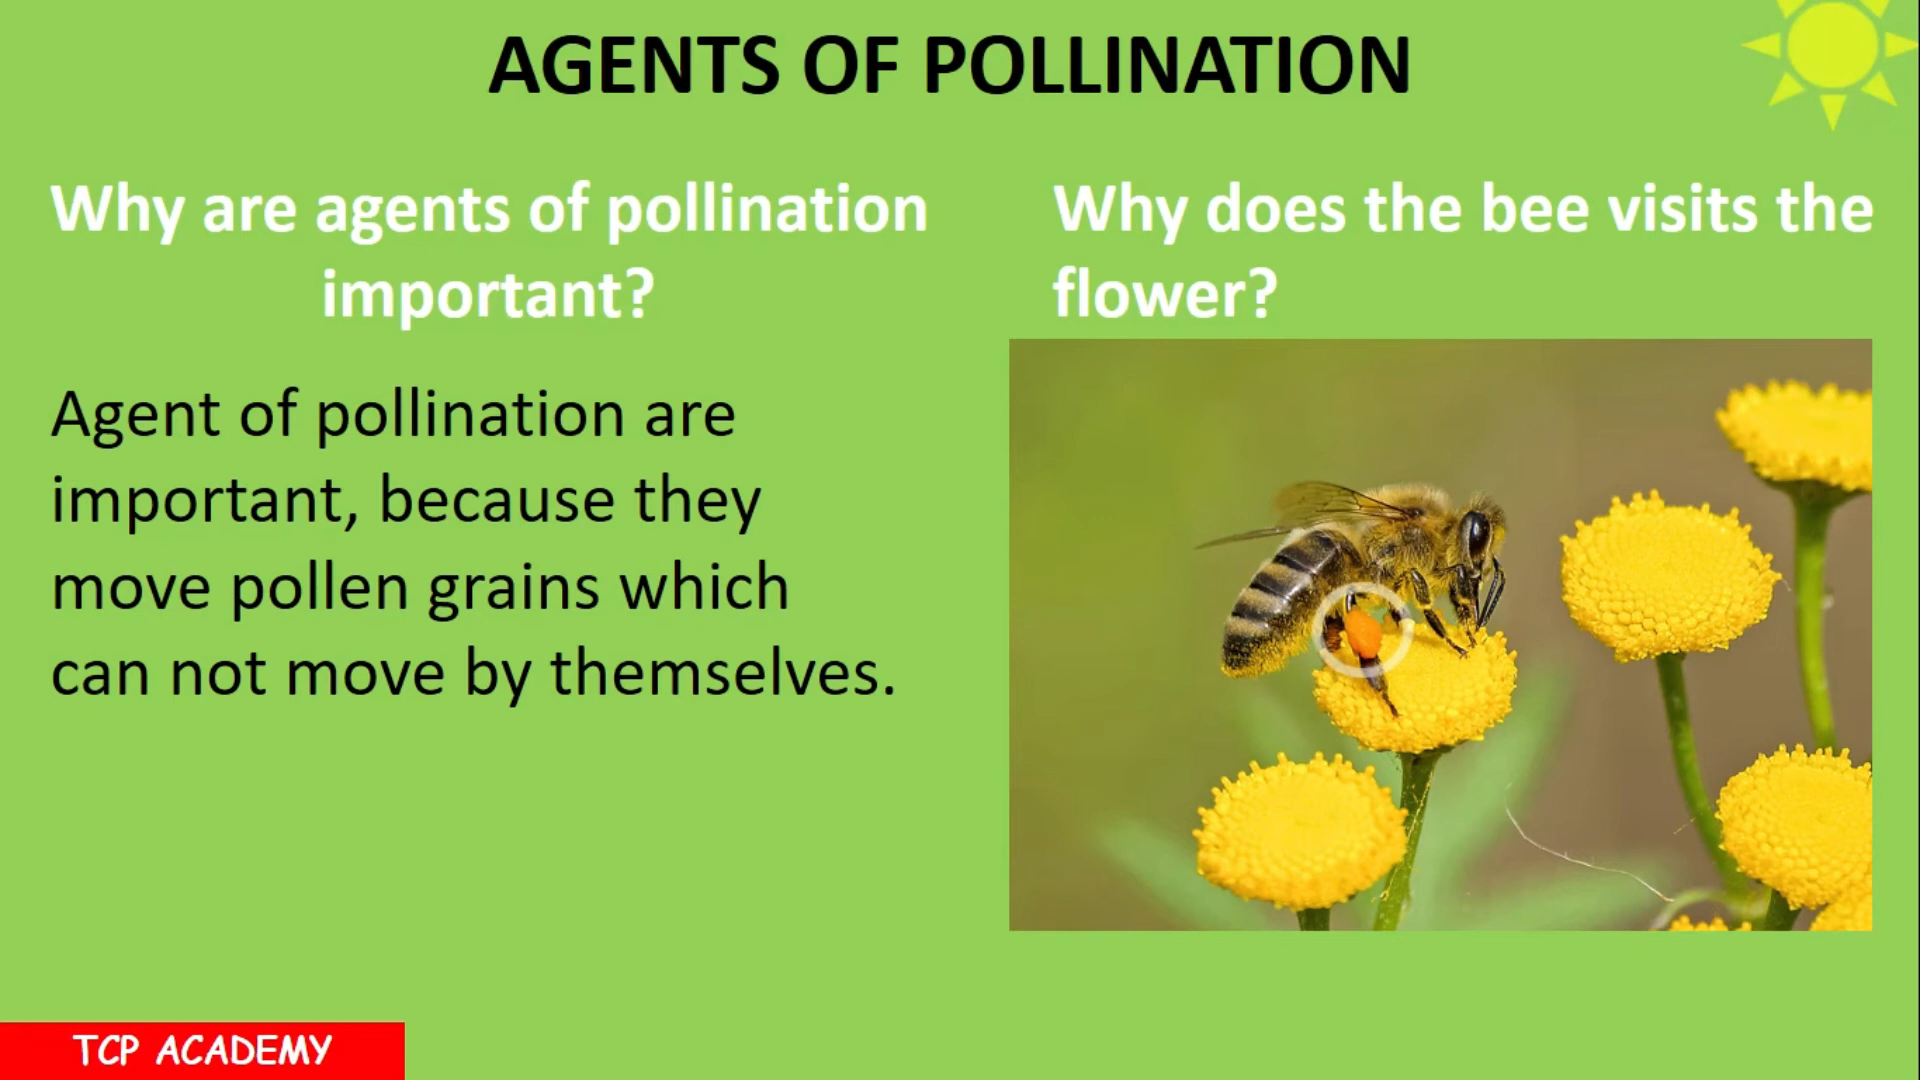 AGENTS OF POLLINATION
Why are agents of pollination
important?
Agent of pollination are
important, because they
move pollen grains which
can not move by themselves.
Why does the bee visits the
flower?
TCP ACADEMY